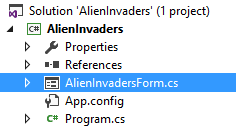 Solution 'AlienInvaders' (1 project)
C# AlienInvaders
Properties
References
AlienInvadersForm.cs
App.config
C# Program.cs